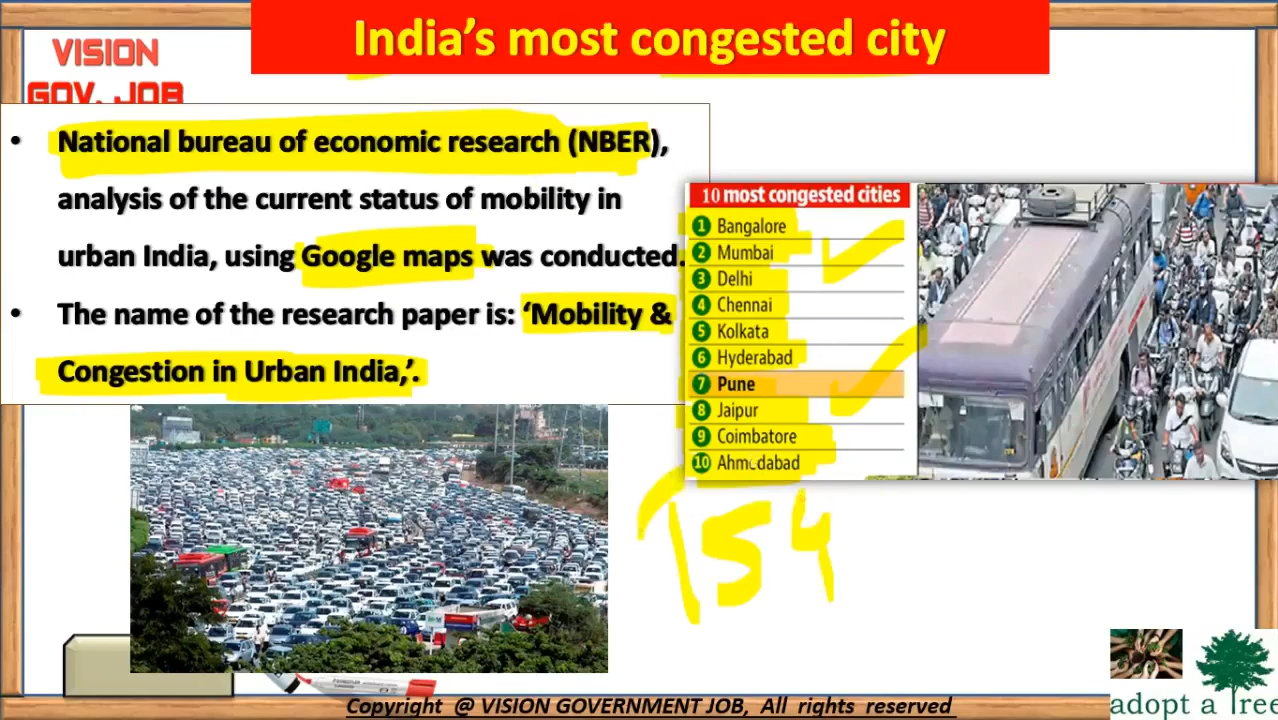 India's most congested city
VISION
GOV. JOB
• National bureau of economic research (NBER),
analysis of the current status of mobility in
urban India, using Google maps was conducted.
• The name of the research paper is: ‘Mobility &
Congestion in Urban India,’.
10 most congested cities
1 Bangalore
2 Mumbai
3 Delhi
4 Chennai
5 Kolkata
6 Hyderabad
7 Pune
8 Jaipur
9 Coimbatore
10 Ahmedabad
154
Copyright @ VISION GOVERNMENT JOB, All rights reserved
adopt a Tree